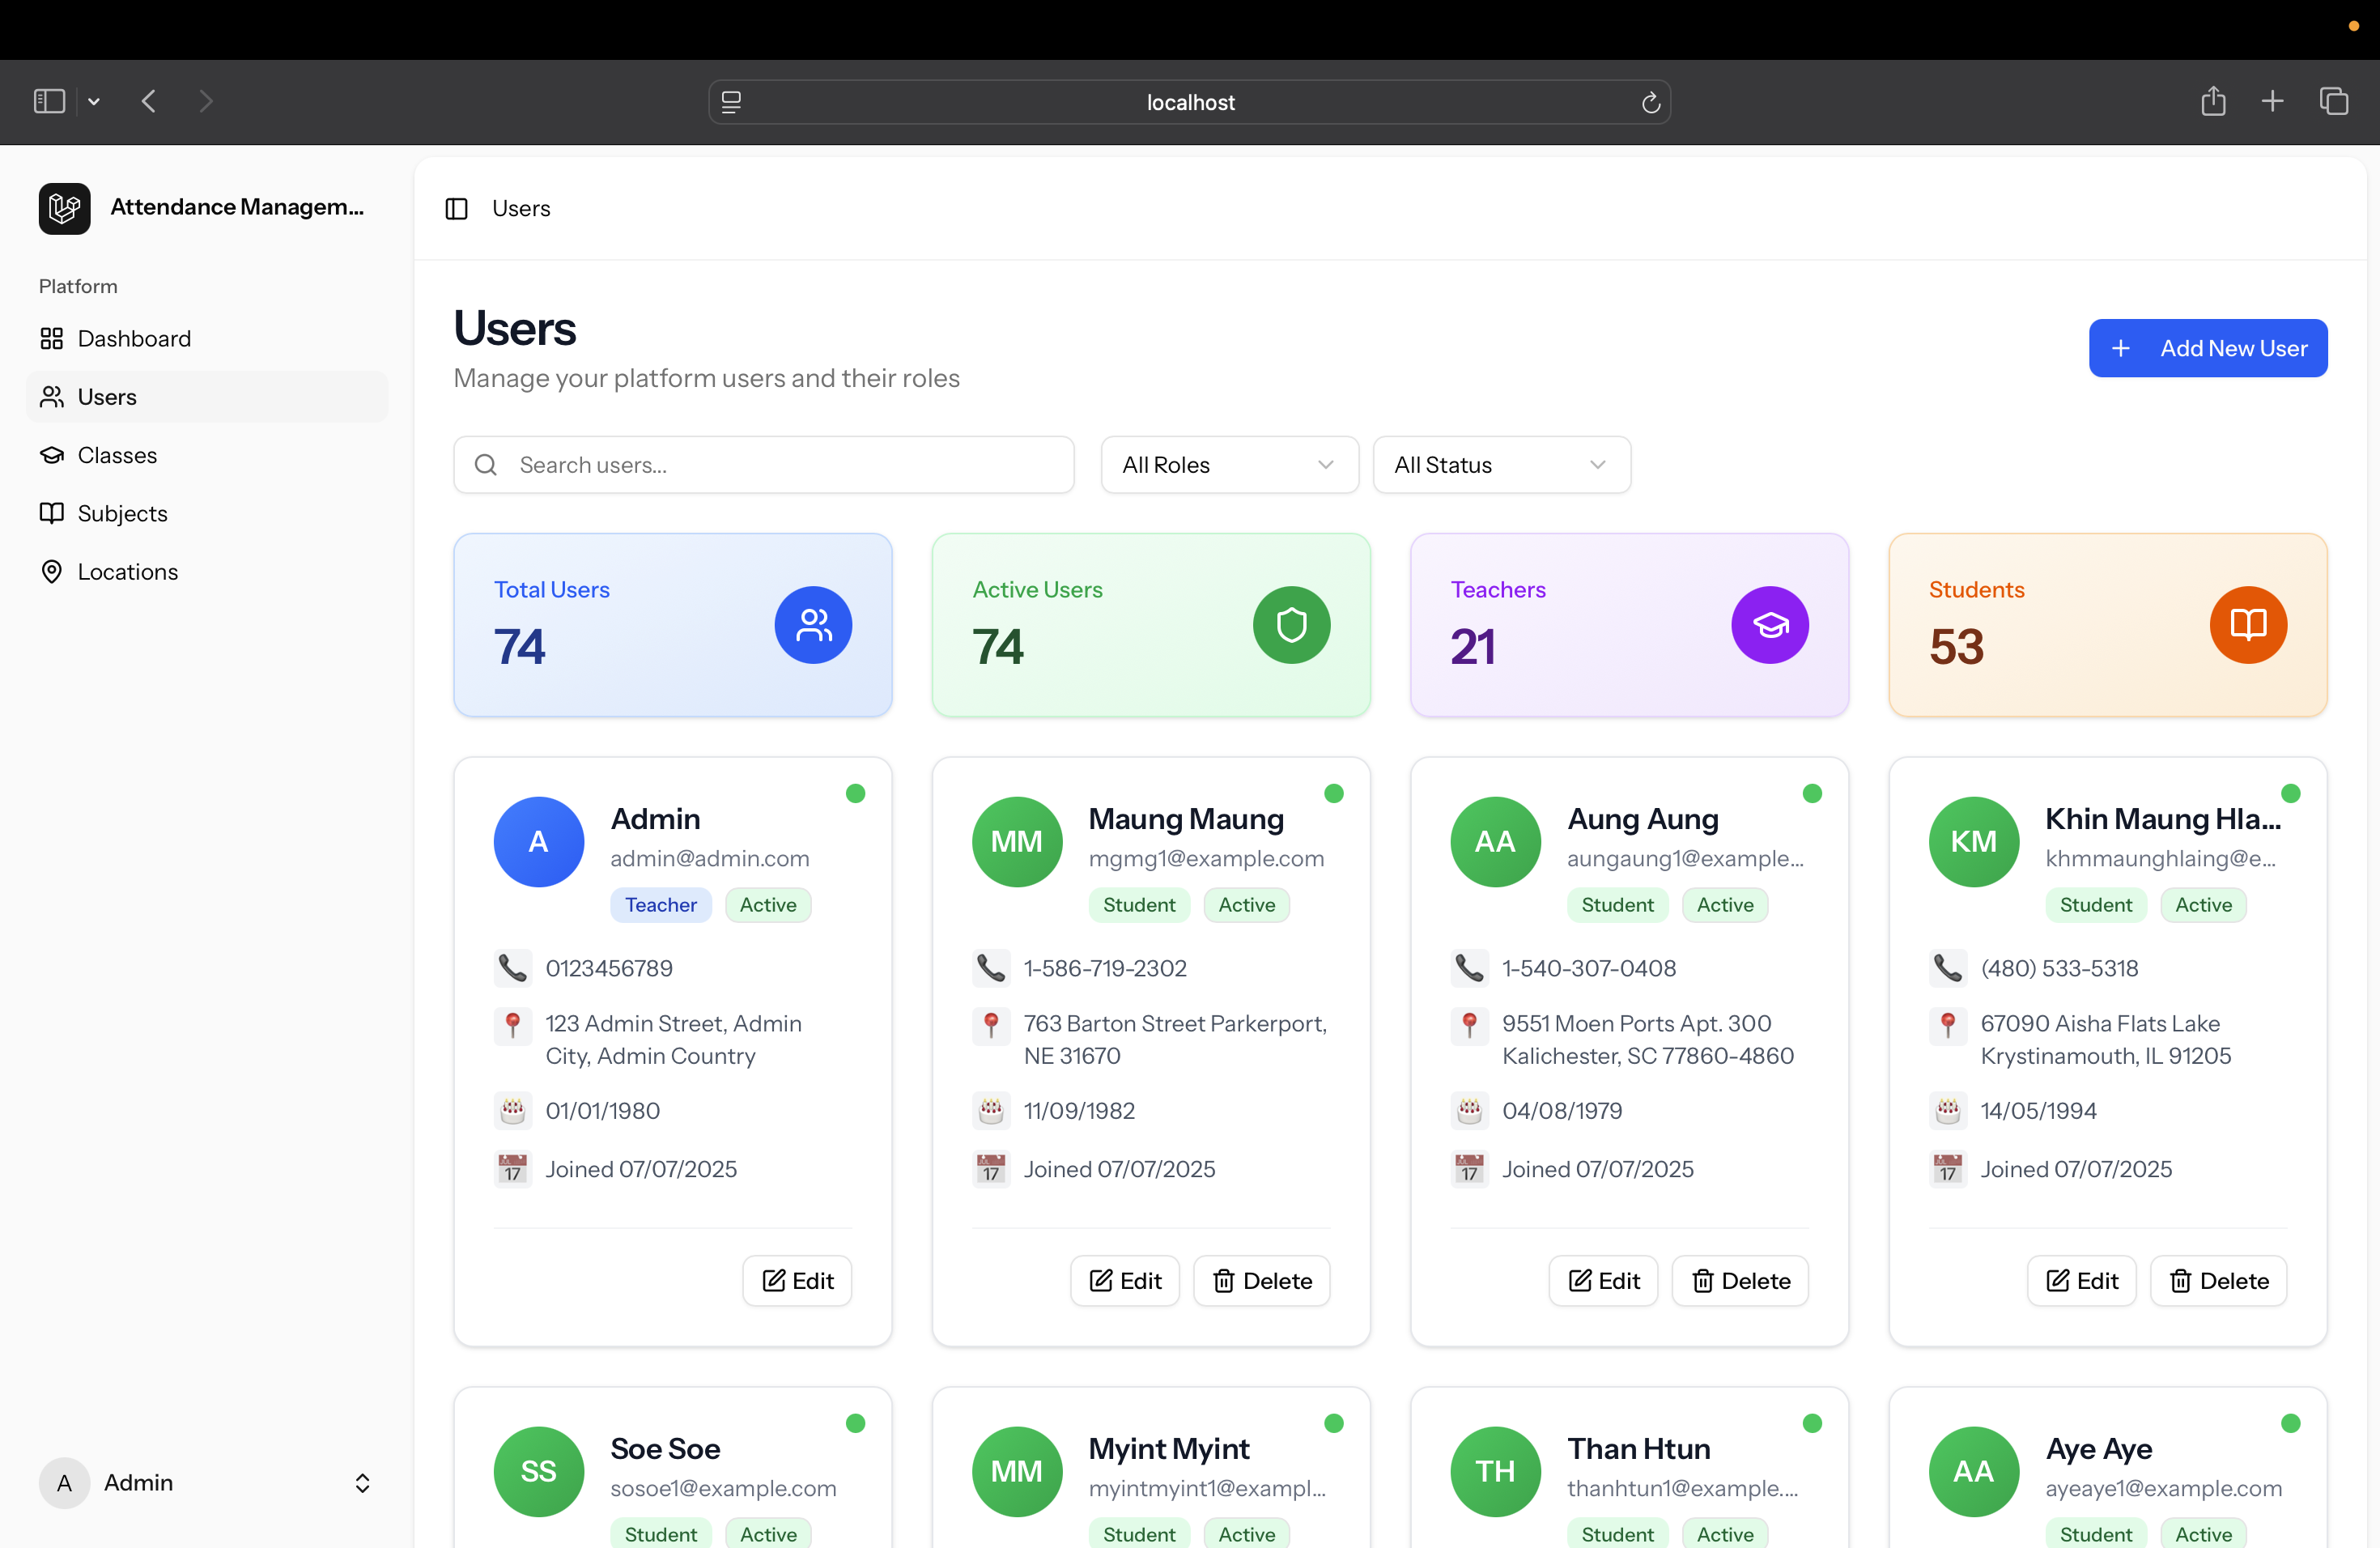 localhost
Attendance Managem...
Platform
Dashboard
Users
Classes
Subjects
Locations
A Admin
Users
Users
Manage your platform users and their roles
Add New User
Search users...
All Roles
All Status
Total Users
74
Active Users
74
Teachers
21
Students
53
A
Admin
admin@admin.com
Teacher Active
0123456789
123 Admin Street, Admin
City, Admin Country
01/01/1980
17 Joined 07/07/2025
Edit
MM
Maung Maung
mgmg1@example.com
Student Active
1-586-719-2302
763 Barton Street Parkerport,
NE 31670
11/09/1982
17 Joined 07/07/2025
Edit Delete
AA
Aung Aung
aungaung1@example...
Student Active
1-540-307-0408
9551 Moen Ports Apt. 300
Kalichester, SC 77860-4860
04/08/1979
17 Joined 07/07/2025
Edit Delete
KM
Khin Maung Hla...
khmmaunghlaing@e...
Student Active
(480) 533-5318
67090 Aisha Flats Lake
Krystinamouth, IL 91205
14/05/1994
17 Joined 07/07/2025
Edit Delete
SS
Soe Soe
sosoe1@example.com
Student Active
MM
Myint Myint
myintmyint1@exampl...
Student Active
TH
Than Htun
thanhtun1@example....
Student Active
AA
Aye Aye
ayeaye1@example.com
Student Active